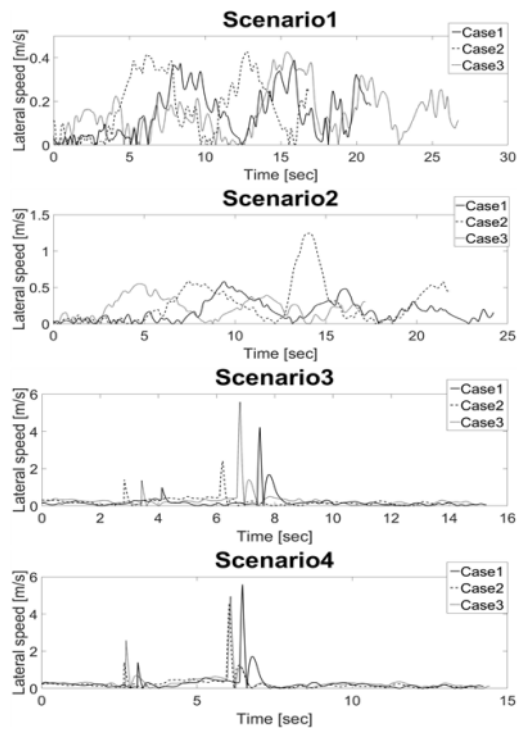 Scenario1
Lateral speed [m/s]
0.4
0.2
0
0 5 10 15 20 25 30
Time [sec]
Case1
Case2
Case3
Scenario2
Lateral speed [m/s]
1.5
1
0.5
0
0 5 10 15 20 25
Time [sec]
Case1
Case2
Case3
Scenario3
Lateral speed [m/s]
6
4
2
0
0 2 4 6 8 10 12 14 16
Time [sec]
Case1
Case2
Case3
Scenario4
Lateral speed [m/s]
6
4
2
0
0 5 10 15
Time [sec]
Case1
Case2
Case3